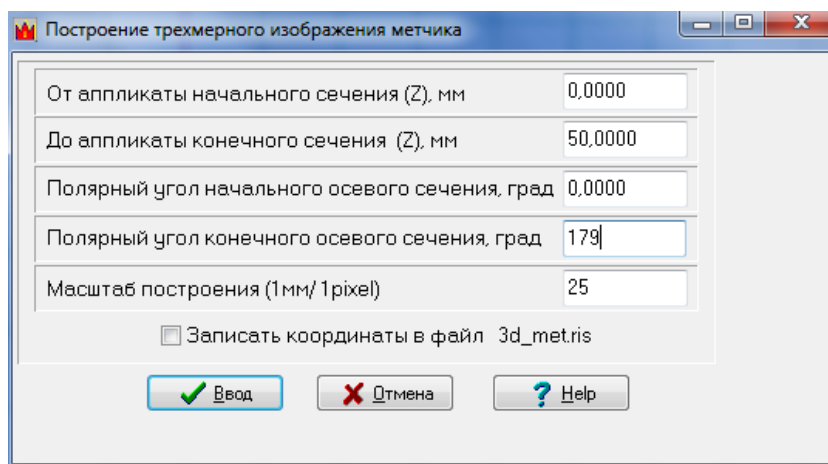 Построение трехмерного изображения метчика
От аппликаты начального сечения (Z), мм 0,0000
До аппликаты конечного сечения (Z), мм 50,0000
Полярный угол начального осевого сечения, град 0,0000
Полярный угол конечного осевого сечения, град 179
Масштаб построения (1мм/ 1pixel) 25
Записать координаты в файл 3d_met.ris
Ввод Отмена Help